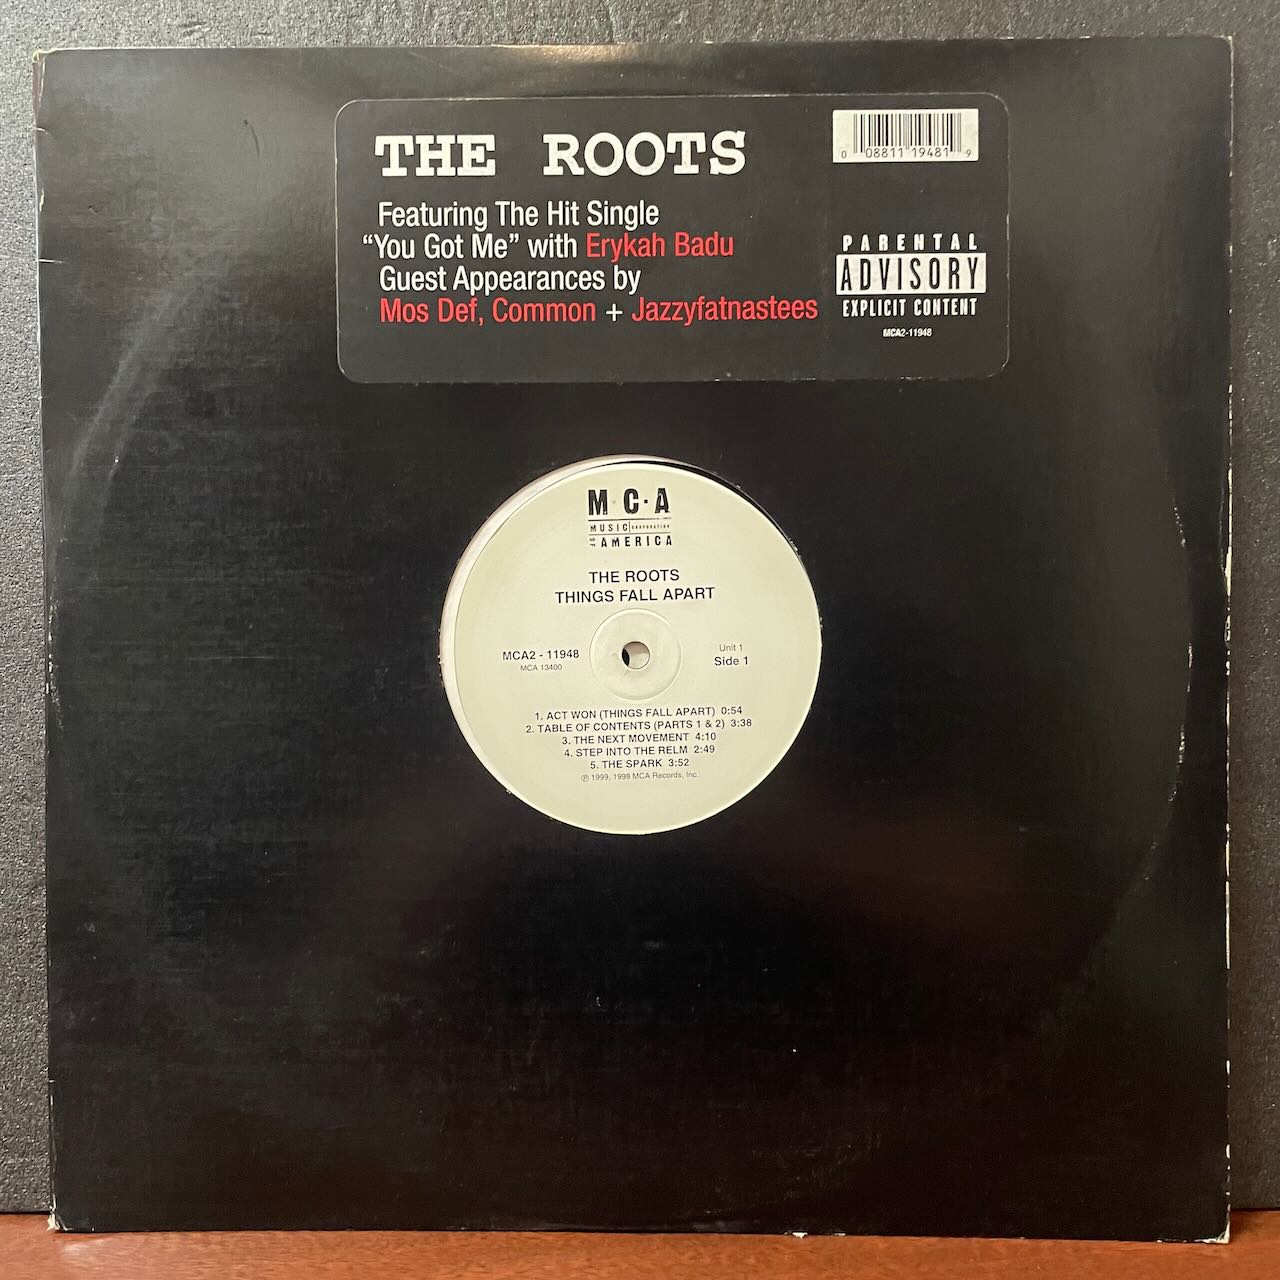 THE ROOTS
Featuring The Hit Single
“You Got Me” with Erykah Badu
Guest Appearances by
Mos Def, Common + Jazzyfatnastees
0 08811 19481 9
PARENTAL
ADVISORY
EXPLICIT CONTENT
MCA2-11948
M·C·A
MUSIC CORPORATION
OF AMERICA
THE ROOTS
THINGS FALL APART
MCA2 - 11948
MCA 13400
Unit 1
Side 1
1. ACT WON (THINGS FALL APART) 0:54
2. TABLE OF CONTENTS (PARTS 1 & 2) 3:38
3. THE NEXT MOVEMENT 4:10
4. STEP INTO THE RELM 2:49
5. THE SPARK 3:52
℗ 1999, 1998 MCA Records, Inc.